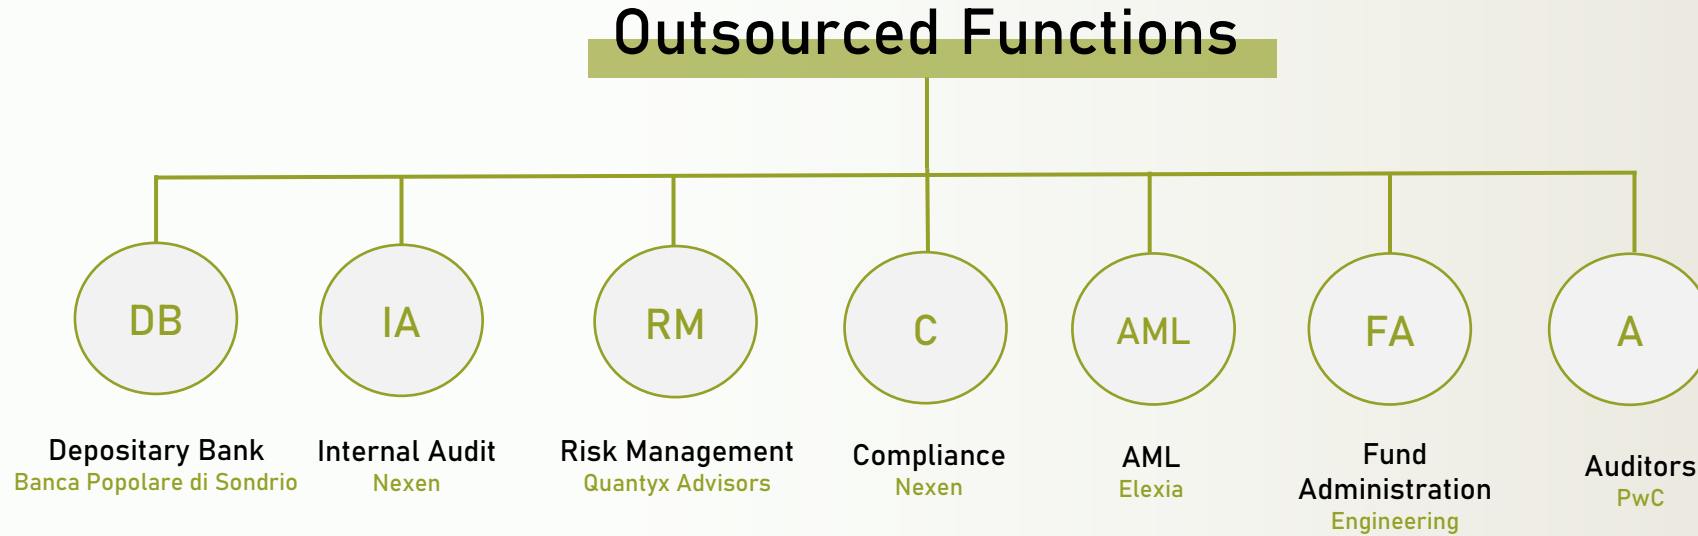 Outsourced Functions
DB
IA
RM
C
AML
FA
A
Depositary Bank
Banca Popolare di Sondrio
Internal Audit
Nexen
Risk Management
Quantyx Advisors
Compliance
Nexen
AML
Elexia
Fund
Administration
Engineering
Auditors
PwC